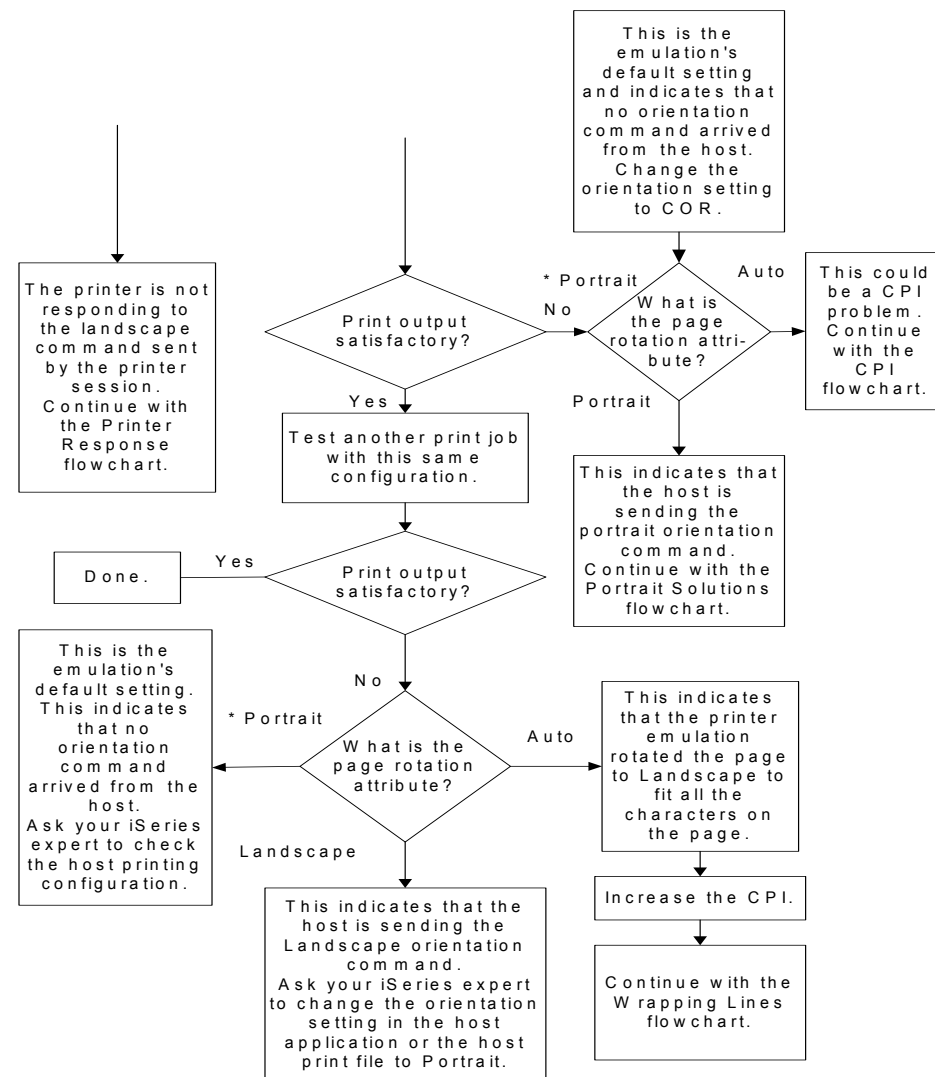 This is the
emulation's
default setting
and indicates that
no orientation
command arrived
from the host.
Change the
orientation setting
to COR.
The printer is not
responding to
the landscape
command sent
by the printer
session.
Continue with
the Printer
Response
flowchart.
Print output
satisfactory?
No
* Portrait
What is
the page
rotation attri-
bute?
Auto
This could
be a CPI
problem.
Continue
with the
CPI
flowchart.
Yes
Portrait
Test another print job
with this same
configuration.
This indicates that
the host is
sending the
portrait orientation
command.
Continue with the
Portrait Solutions
flowchart.
Done.
Yes
Print output
satisfactory?
No
This is the
emulation's
default setting.
This indicates
that no
orientation
command
arrived from the
host.
Ask your iSeries
expert to check
the host printing
configuration.
* Portrait
What is the
page rotation
attribute?
Auto
This indicates
that the printer
emulation
rotated the page
to Landscape to
fit all the
characters on
the page.
Landscape
Increase the CPI.
This indicates that the
host is sending the
Landscape orientation
command.
Ask your iSeries expert
to change the orientation
setting in the host
application or the host
print file to Portrait.
Continue with the
Wrapping Lines
flowchart.